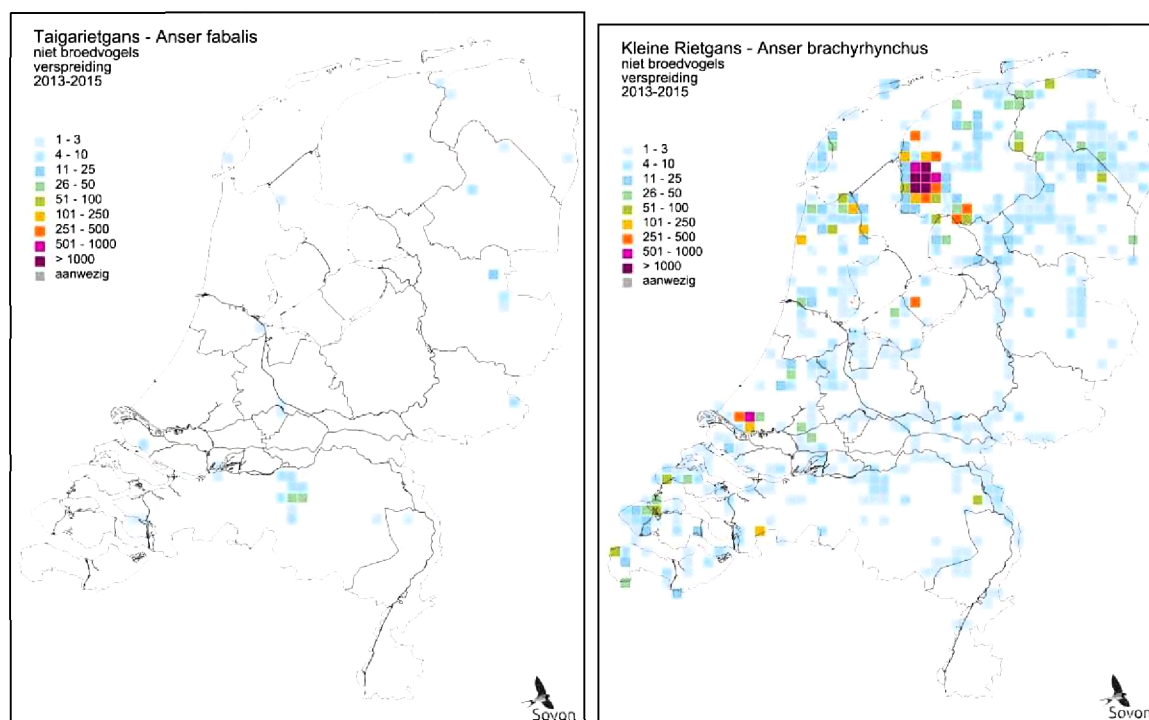 Taigarietgans - Anser fabalis
niet broedvogels
verspreiding
2013-2015
1 - 3
4 - 10
11 - 25
26 - 50
51 - 100
101 - 250
251 - 500
501 - 1000
> 1000
aanwezig
Sovon
Kleine Rietgans - Anser brachyrhynchus
niet broedvogels
verspreiding
2013-2015
1 - 3
4 - 10
11 - 25
26 - 50
51 - 100
101 - 250
251 - 500
501 - 1000
> 1000
aanwezig
Sovon